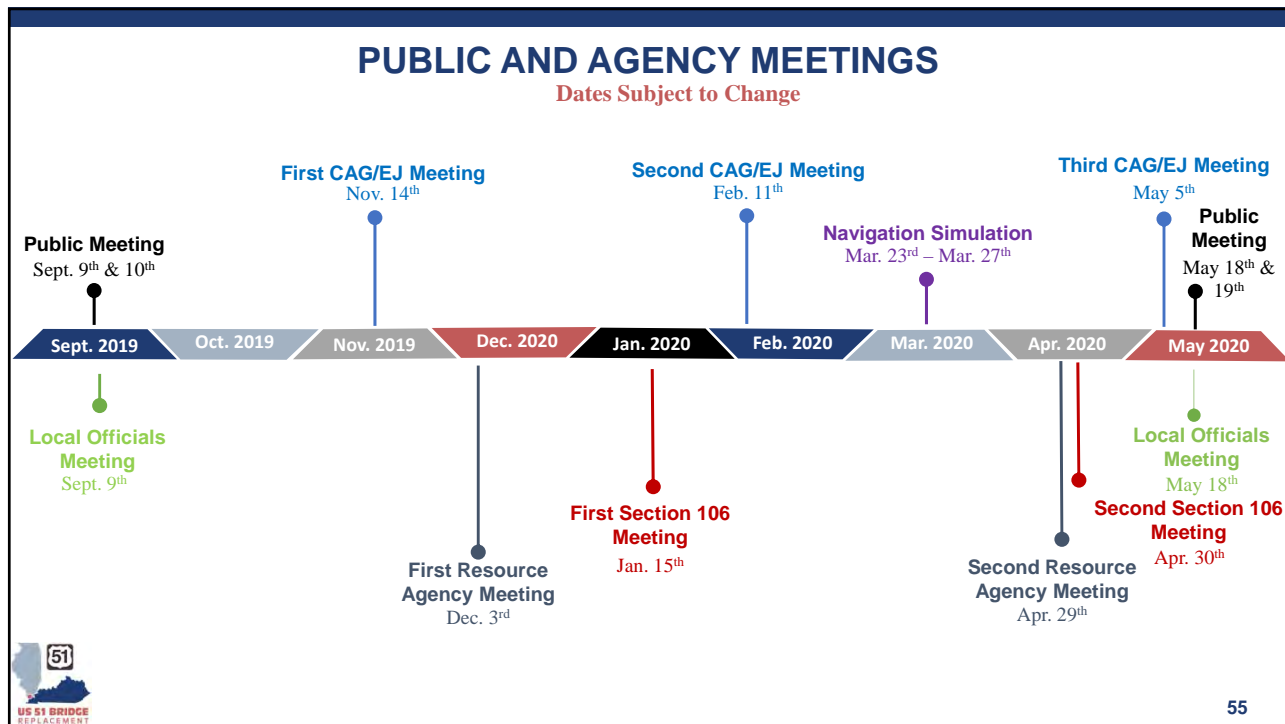 PUBLIC AND AGENCY MEETINGS
Dates Subject to Change
First CAG/EJ Meeting
Nov. 14th
Second CAG/EJ Meeting
Feb. 11th
Third CAG/EJ Meeting
May 5th
Public Meeting
Sept. 9th & 10th
Navigation Simulation
Mar. 23rd – Mar. 27th
Public
Meeting
May 18th &
19th
Sept. 2019
Oct. 2019
Nov. 2019
Dec. 2020
Jan. 2020
Feb. 2020
Mar. 2020
Apr. 2020
May 2020
Local Officials
Meeting
Sept. 9th
First Resource
Agency Meeting
Dec. 3rd
First Section 106
Meeting
Jan. 15th
Second Resource
Agency Meeting
Apr. 29th
Local Officials
Meeting
May 18th
Second Section 106
Meeting
Apr. 30th
51
US 51 BRIDGE
REPLACEMENT
55